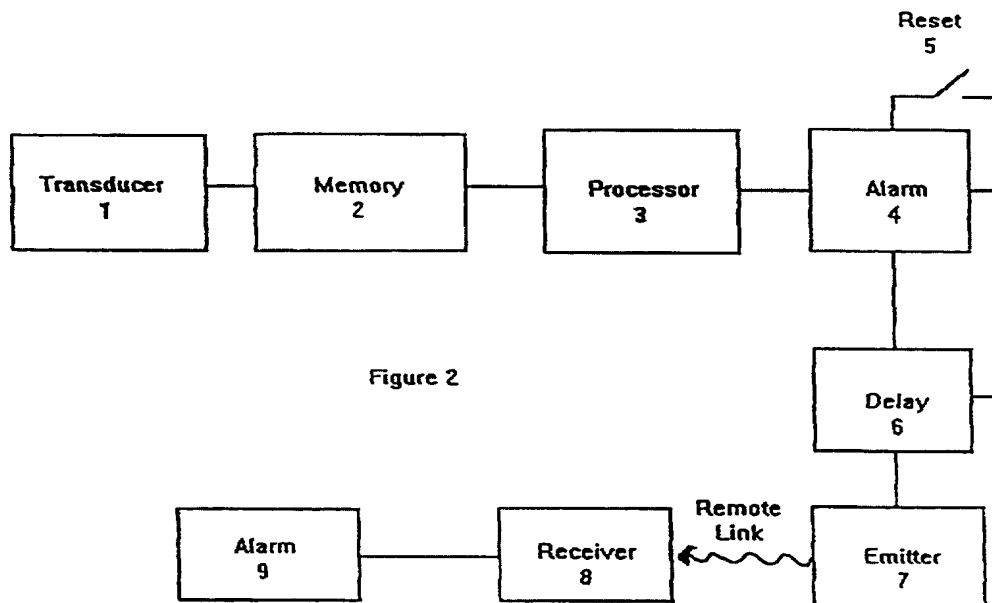 Reset
5
Transducer
1
Memory
2
Processor
3
Alarm
4
Figure 2
Delay
6
Remote
Link
Alarm
9
Receiver
8
Emitter
7